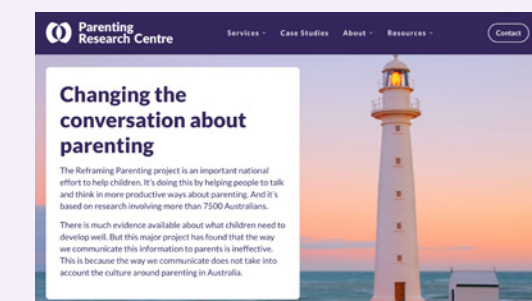 Parenting
Research Centre
Services Case Studies About Resources Contact
Changing the
conversation about
parenting
The Reframing Parenting project is an important national
effort to help children. It's doing this by helping people to talk
and think in more productive ways about parenting. And it's
based on research involving more than 7500 Australians.
There is much evidence available about what children need to
develop well. But this major project has found that the way
we communicate this information to parents is ineffective.
This is because the way we communicate does not take into
account the culture around parenting in Australia.